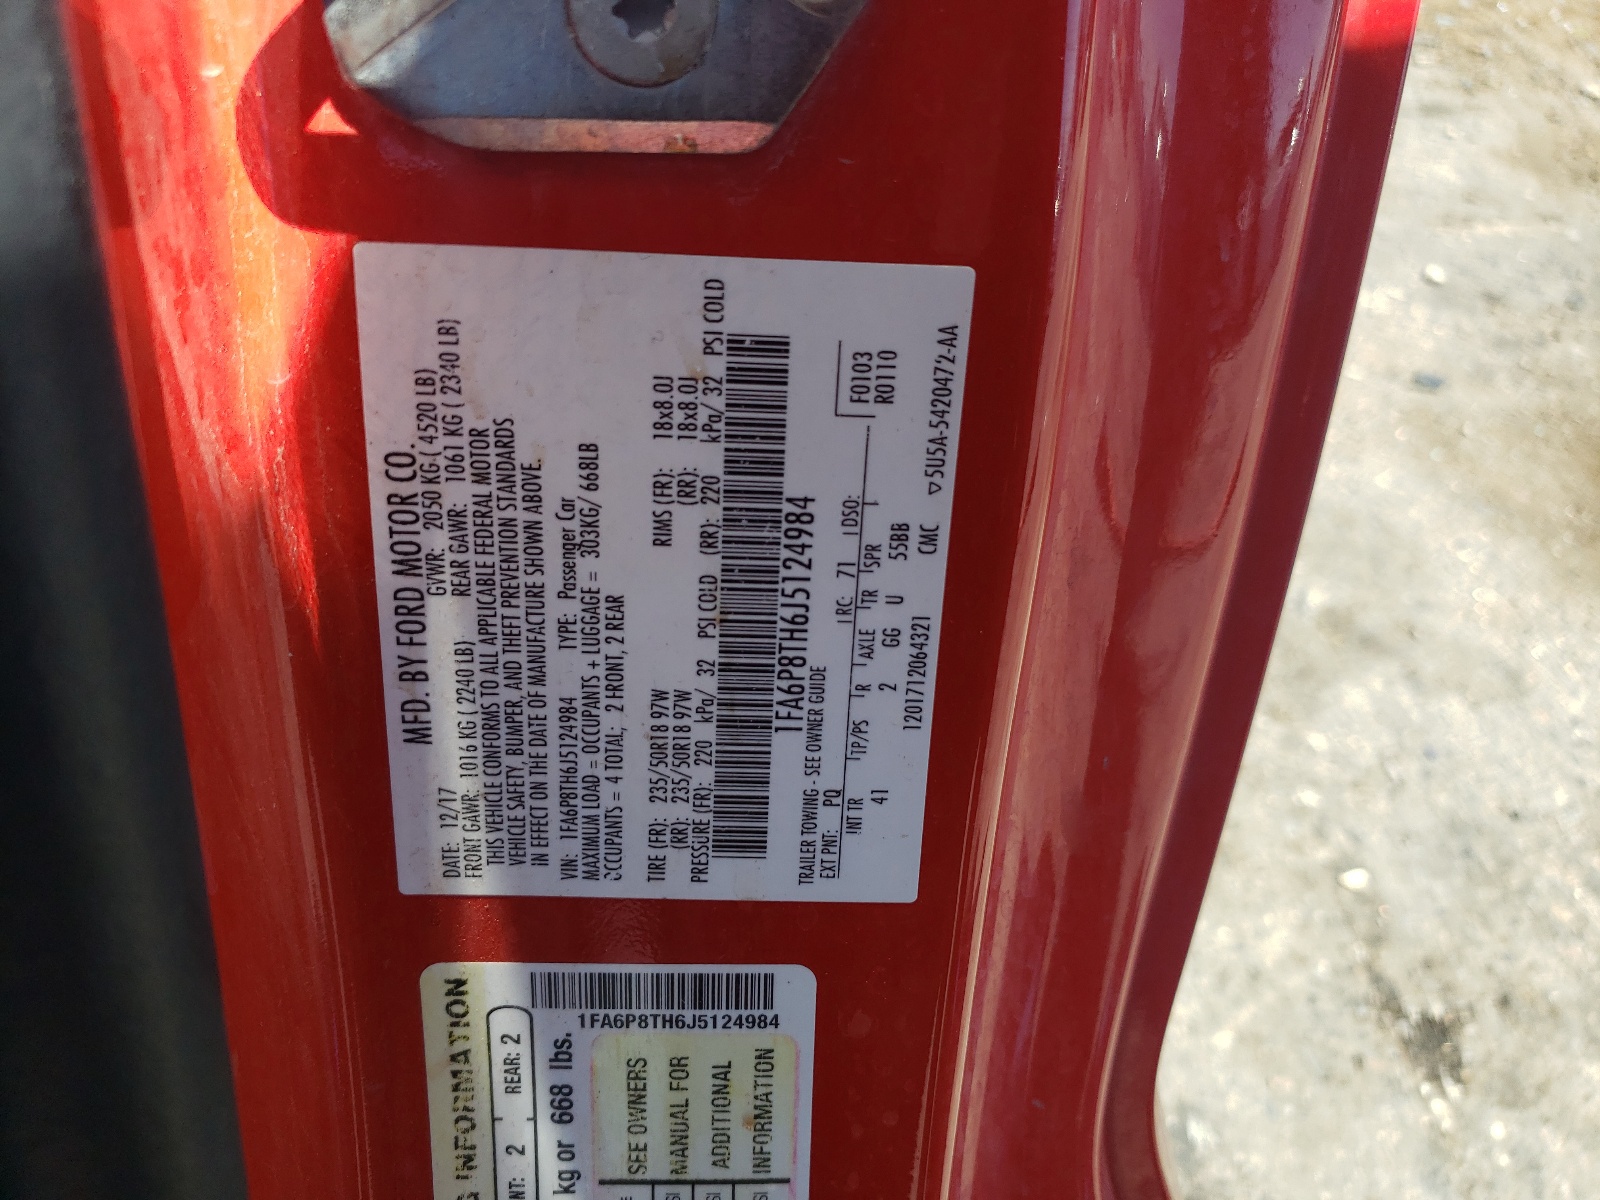 MFD. BY FORD MOTOR CO.
DATE: 12/17 GVWR: 2050 KG ( 4520 LB)
FRONT GAWR: 1016 KG ( 2240 LB) REAR GAWR: 1061 KG ( 2340 LB)
THIS VEHICLE CONFORMS TO ALL APPLICABLE FEDERAL MOTOR
VEHICLE SAFETY, BUMPER, AND THEFT PREVENTION STANDARDS
IN EFFECT ON THE DATE OF MANUFACTURE SHOWN ABOVE.
VIN: 1FA6P8TH6J5124984 TYPE: Passenger Car
MAXIMUM LOAD = OCCUPANTS + LUGGAGE = 303KG/ 668LB
OCCUPANTS = 4 TOTAL; 2 FRONT, 2 REAR
TIRE (FR): 235/50R18 97W RIMS (FR): 18x8.0J
(RR): 235/50R18 97W (RR): 18x8.0J
PRESSURE (FR): 220 kPa/ 32 PSI COLD (RR): 220 kPa/ 32 PSI COLD
1FA6P8TH6J5124984
TRAILER TOWING - SEE OWNER GUIDE
EXT PNT: PQ RC: 71 DSO: F0103
R0110
INT TR TP/PS R AXLE TR SPR
41 2 GG U 55BB
1201712064321 CMC ▽5U5A-5420472-AA
INFORMATION
NT: 2 REAR: 2
kg or 668 lbs.
1FA6P8TH6J5124984
SEE OWNERS
MANUAL FOR
ADDITIONAL
INFORMATION